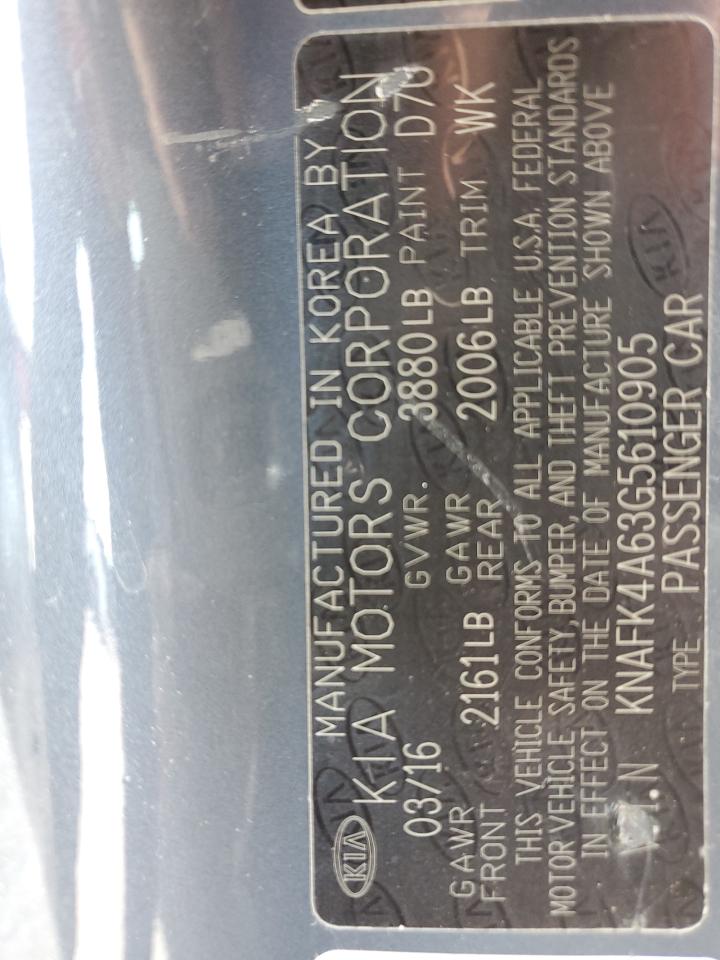 KIA
MANUFACTURED IN KOREA BY
KIA MOTORS CORPORATION
03/16 GVWR. 3880LB PAINT
GAWR FRONT 2161LB GAWR REAR 2006LB TRIM WK
THIS VEHICLE CONFORMS TO ALL APPLICABLE U.S.A. FEDERAL
MOTOR VEHICLE SAFETY, BUMPER, AND THEFT PREVENTION STANDARDS
IN EFFECT ON THE DATE OF MANUFACTURE SHOWN ABOVE
KNAFK4A63G5610905
TYPE PASSENGER CAR